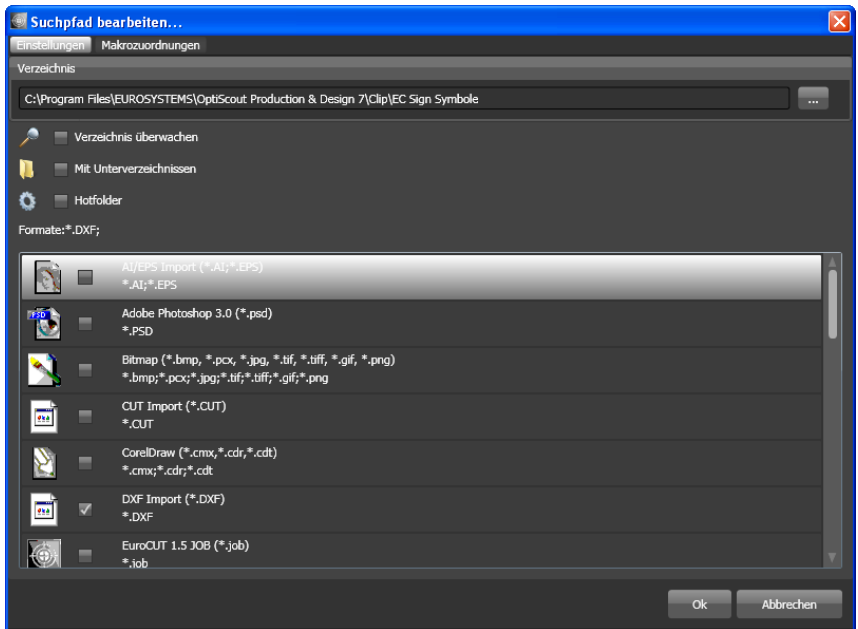 Suchpfad bearbeiten...
Einstellungen Makrozuordnungen
Verzeichnis
C:\Program Files\EUROSYSTEMS\OptiScout Production & Design 7\Clip\EC Sign Symbole ...
Verzeichnis überwachen
Mit Unterverzeichnissen
Hotfolder
Formate:*.DXF;
AI/EPS Import (*.AI;*.EPS)
*.AI;*.EPS
PSD
Adobe Photoshop 3.0 (*.psd)
*.PSD
Bitmap (*.bmp, *.pcx, *.jpg, *.tif, *.tiff, *.gif, *.png)
*.bmp;*.pcx;*.jpg;*.tif;*.tiff;*.gif;*.png
CUT Import (*.CUT)
*.CUT
CorelDraw (*.cmx,*.cdr,*.cdt)
*.cmx;*.cdr;*.cdt
DXF Import (*.DXF)
*.DXF
EuroCUT 1.5 JOB (*.job)
*.job
Ok Abbrechen